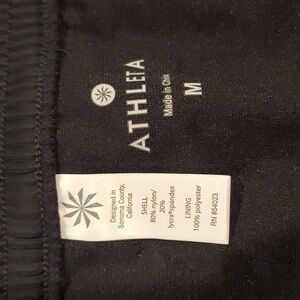 ATHLETA
Made in Chin
M
Designed in
Sonoma County,
California
SHELL
80% nylon/
20%
lycra®spandex
LINING
100% polyester
RN #54023